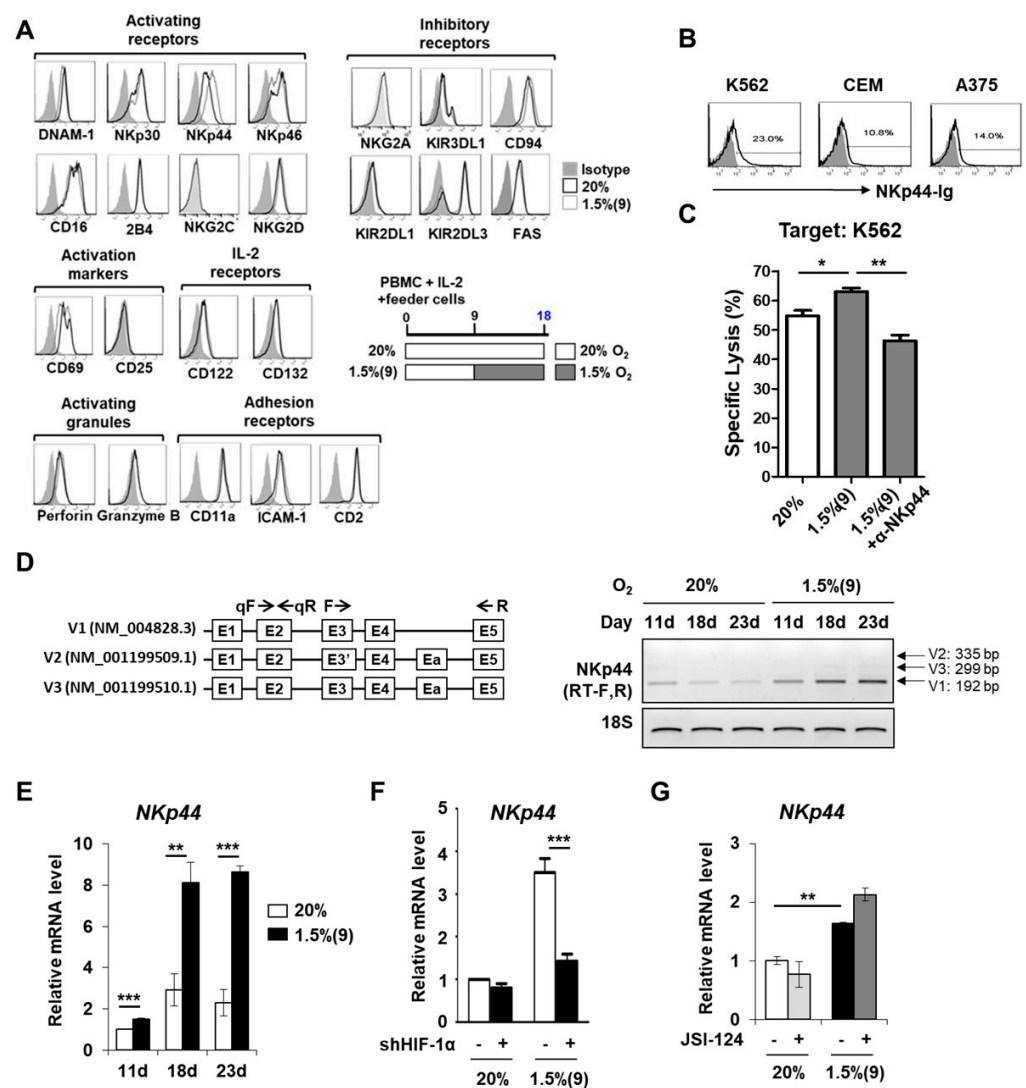 A
Activating
receptors
DNAM-1 NKp30 NKp44 NKp46
CD16 2B4 NKG2C NKG2D
Inhibitory
receptors
NKG2A KIR3DL1 CD94
KIR2DL1 KIR2DL3 FAS
Isotype
20%
1.5%(9)
Activation
markers
CD69 CD25
IL-2
receptors
CD122 CD132
PBMC + IL-2
+feeder cells
0 9 18
20%
1.5%(9)
20% O2
1.5% O2
Activating
granules
Perforin Granzyme B
Adhesion
receptors
CD11a ICAM-1 CD2
B
K562 CEM A375
23.0% 10.8% 14.0%
NKp44-Ig
C
Target: K562
Specific Lysis (%)
70
60
50
40
30
20
10
0
* **
20%
1.5%(9)
1.5%(9)
+α-NKp44
D
qF qR F R
V1 (NM_004828.3) E1 E2 E3 E4 E5
V2 (NM_001199509.1) E1 E2 E3' E4 Ea E5
V3 (NM_001199510.1) E1 E2 E3 E4 Ea E5
O2 20% 1.5%(9)
Day 11d 18d 23d 11d 18d 23d
NKp44
(RT-F,R)
V2: 335 bp
V3: 299 bp
V1: 192 bp
18S
E
NKp44
Relative mRNA level
10
8
6
4
2
0
*** ** ***
11d 18d 23d
20%
1.5%(9)
F
NKp44
Relative mRNA level
5
4
3
2
1
0
***
shHIF-1α - + - +
20% 1.5%(9)
G
NKp44
Relative mRNA level
3
2
1
0
**
JSI-124 - + - +
20% 1.5%(9)